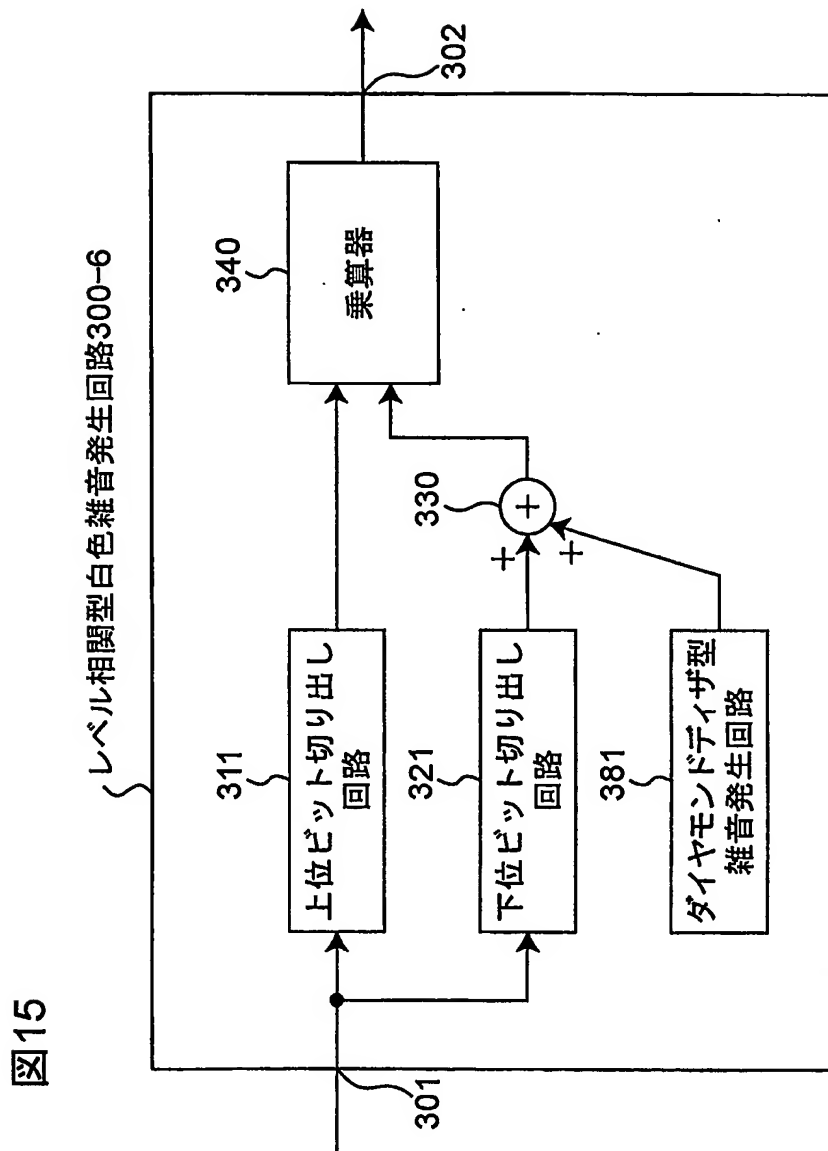 図15
レベル相関型白色雑音発生回路300-6
301
311
上位ビット切り出し
回路
321
下位ビット切り出し
回路
381
ダイヤモンドディザ型
雑音発生回路
330
+
+
+
340
乗算器
302